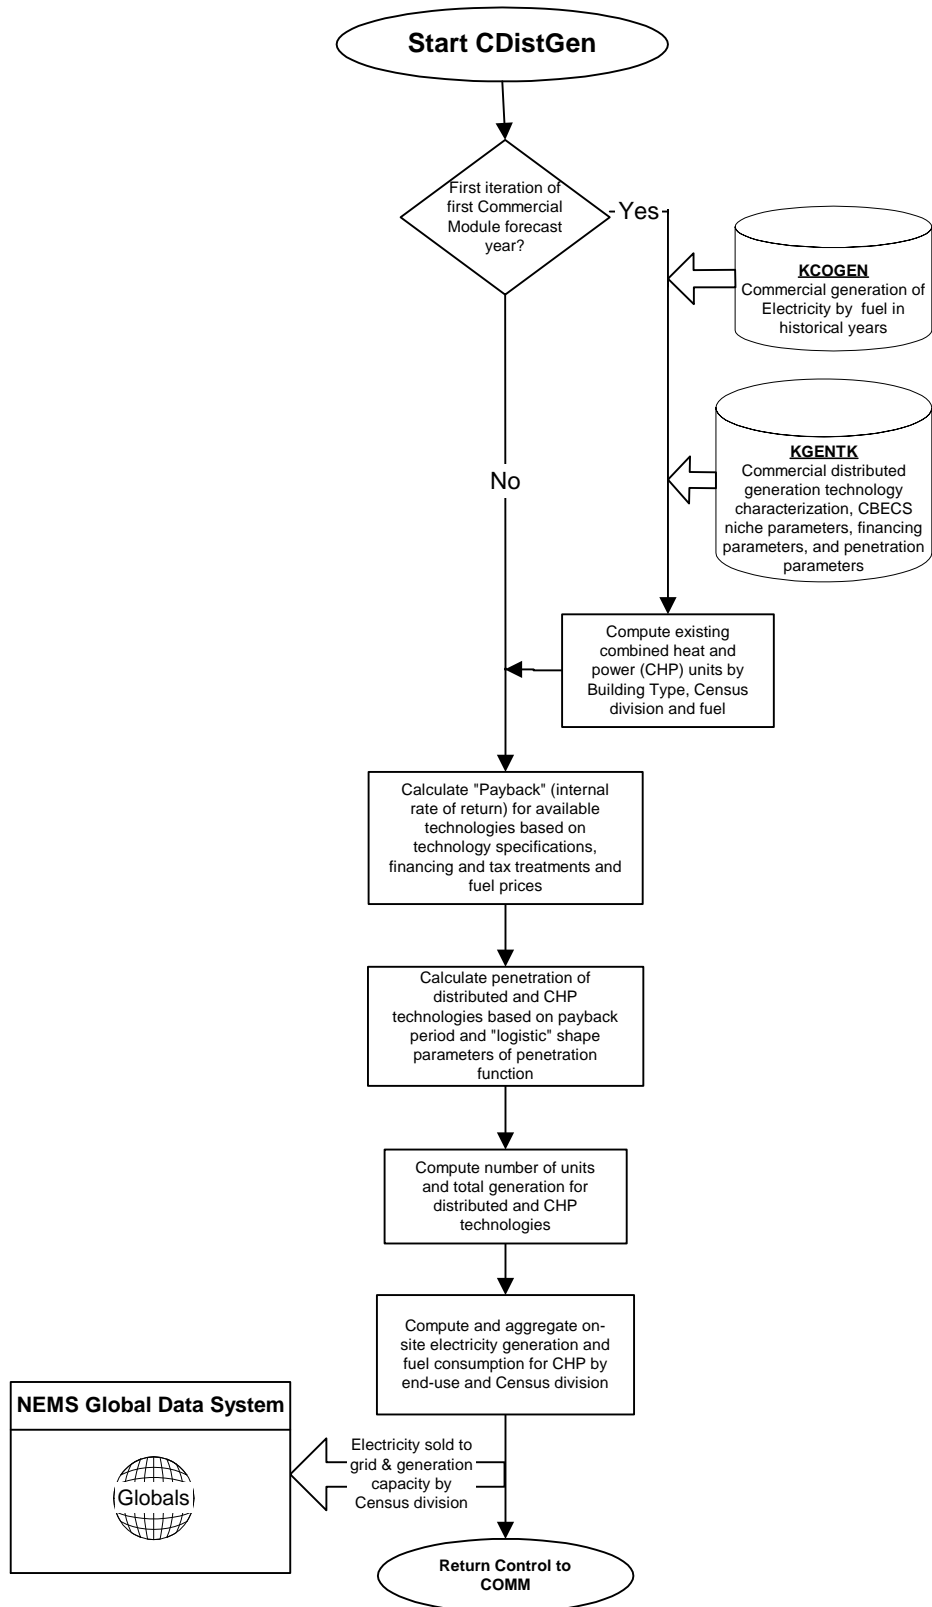 Start CDistGen
First iteration of
first Commercial
Module forecast
year?
Yes
KCOGEN
Commercial generation of
Electricity by fuel in
historical years
KGENTK
Commercial distributed
generation technology
characterization, CBECS
niche parameters, financing
parameters, and penetration
parameters
No
Compute existing
combined heat and
power (CHP) units by
Building Type, Census
division and fuel
Calculate "Payback" (internal
rate of return) for available
technologies based on
technology specifications,
financing and tax treatments and
fuel prices
Calculate penetration of
distributed and CHP
technologies based on payback
period and "logistic" shape
parameters of penetration
function
Compute number of units
and total generation for
distributed and CHP
technologies
Compute and aggregate on-
site electricity generation and
fuel consumption for CHP by
end-use and Census division
NEMS Global Data System
Globals
Electricity sold to
grid & generation
capacity by
Census division
Return Control to
COMM